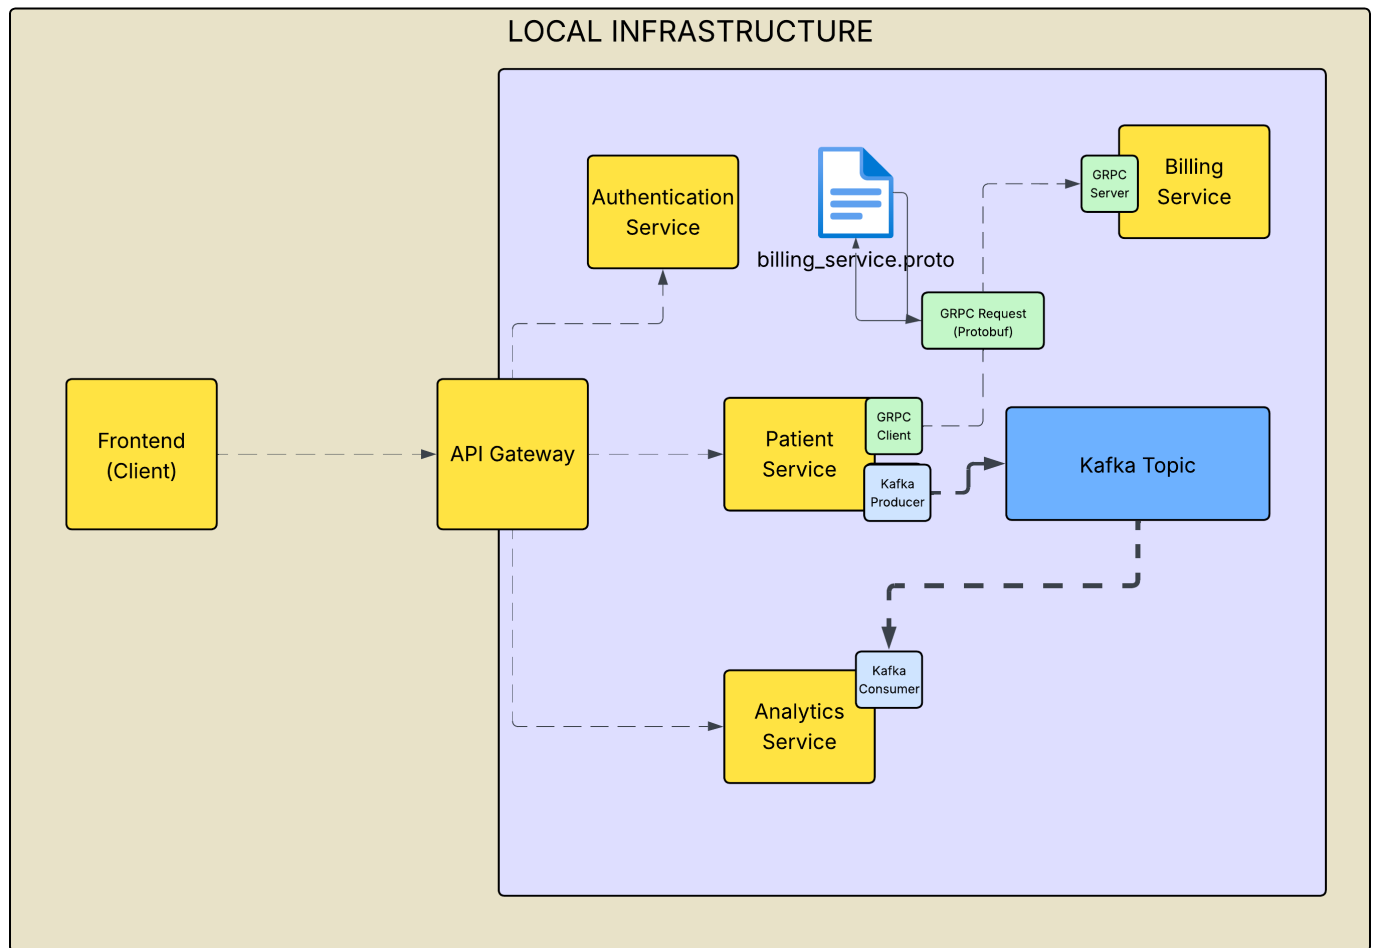 LOCAL INFRASTRUCTURE
Authentication
Service
billing_service.proto
GRPC
Server
Billing
Service
GRPC Request
(Protobuf)
Frontend
(Client)
API Gateway
Patient
Service
GRPC
Client
Kafka
Producer
Kafka Topic
Kafka
Consumer
Analytics
Service